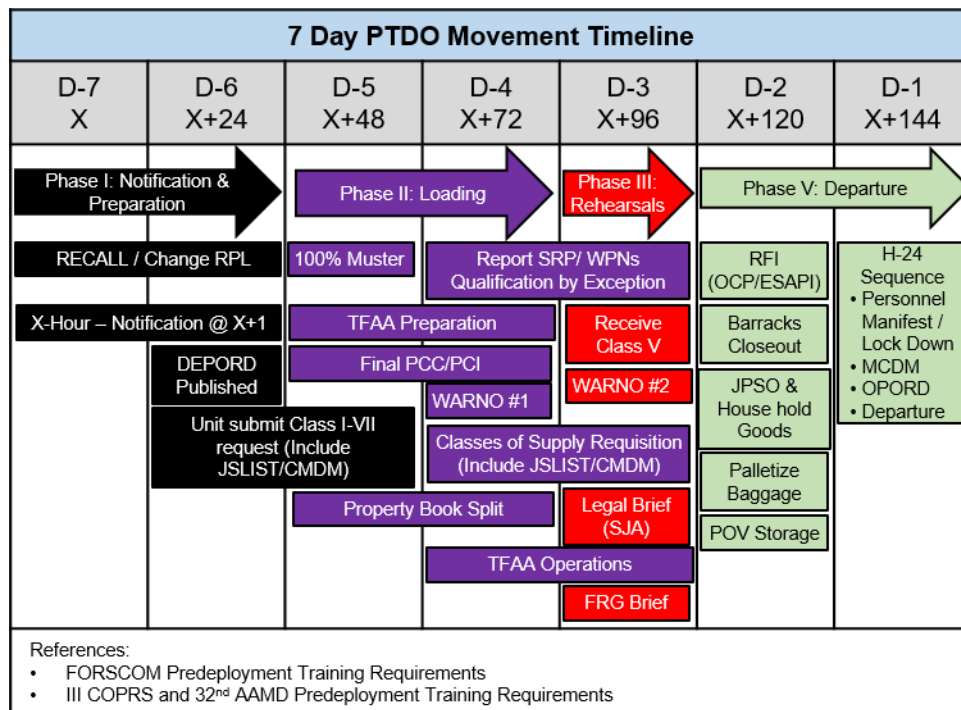 7 Day PTDO Movement Timeline
D-7
X
D-6
X+24
D-5
X+48
D-4
X+72
D-3
X+96
D-2
X+120
D-1
X+144
Phase I: Notification &
Preparation
Phase II: Loading
Phase III:
Rehearsals
Phase V: Departure
RECALL / Change RPL
100% Muster
Report SRP/ WPNs
Qualification by Exception
RFI
(OCP/ESAPI)
H-24
Sequence
• Personnel
Manifest /
Lock Down
• MCDM
• OPORD
• Departure
X-Hour – Notification @ X+1
TFAA Preparation
Receive
Class V
Barracks
Closeout
DEPORD
Published
Final PCC/PCI
WARNO #1
WARNO #2
JPSO &
House hold
Goods
Unit submit Class I-VII
request (Include
JSLIST/CMDM)
Classes of Supply Requisition
(Include JSLIST/CMDM)
Palletize
Baggage
Property Book Split
Legal Brief
(SJA)
POV Storage
TFAA Operations
FRG Brief
References:
• FORSCOM Predeployment Training Requirements
• III COPRS and 32nd AAMD Predeployment Training Requirements